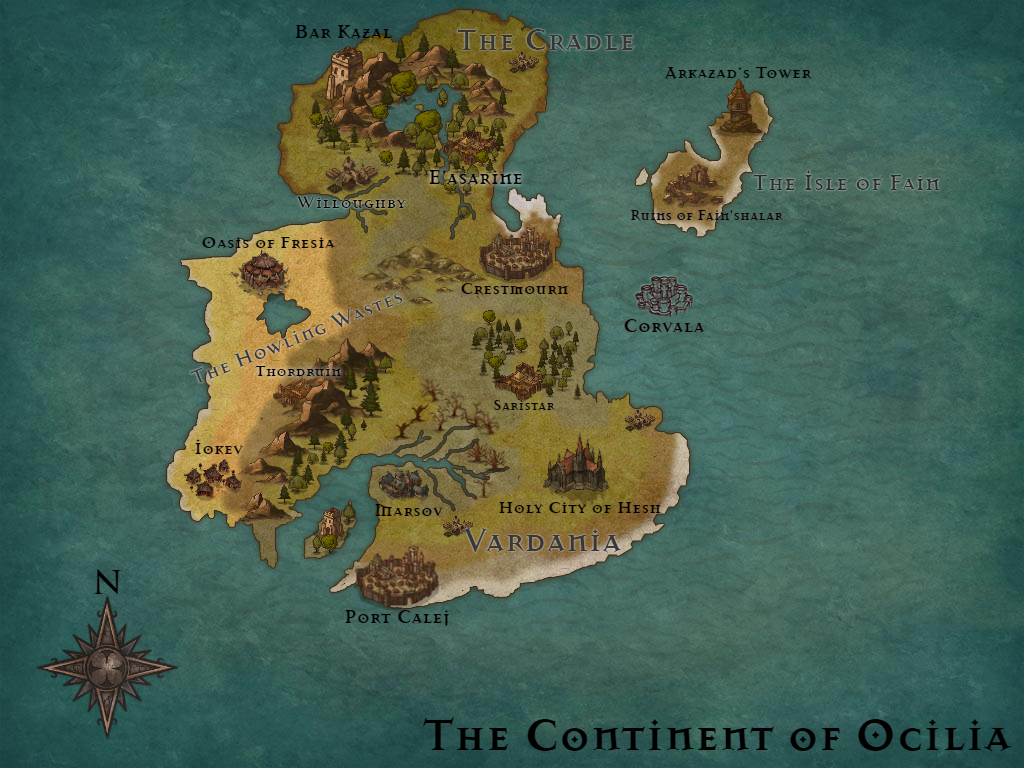 Bar Kazal
The Cradle
Arkazad's Tower
E'asarine
The Isle of Fain
Willoughby
Ruins of Fain'shalar
Oasis of Fresia
Crestmourn
The Howling Wastes
Corvala
Thordruin
Saristar
Iokev
Marsov
Holy City of Hesh
Vardania
N
Port Calej
The Continent of Ocilia